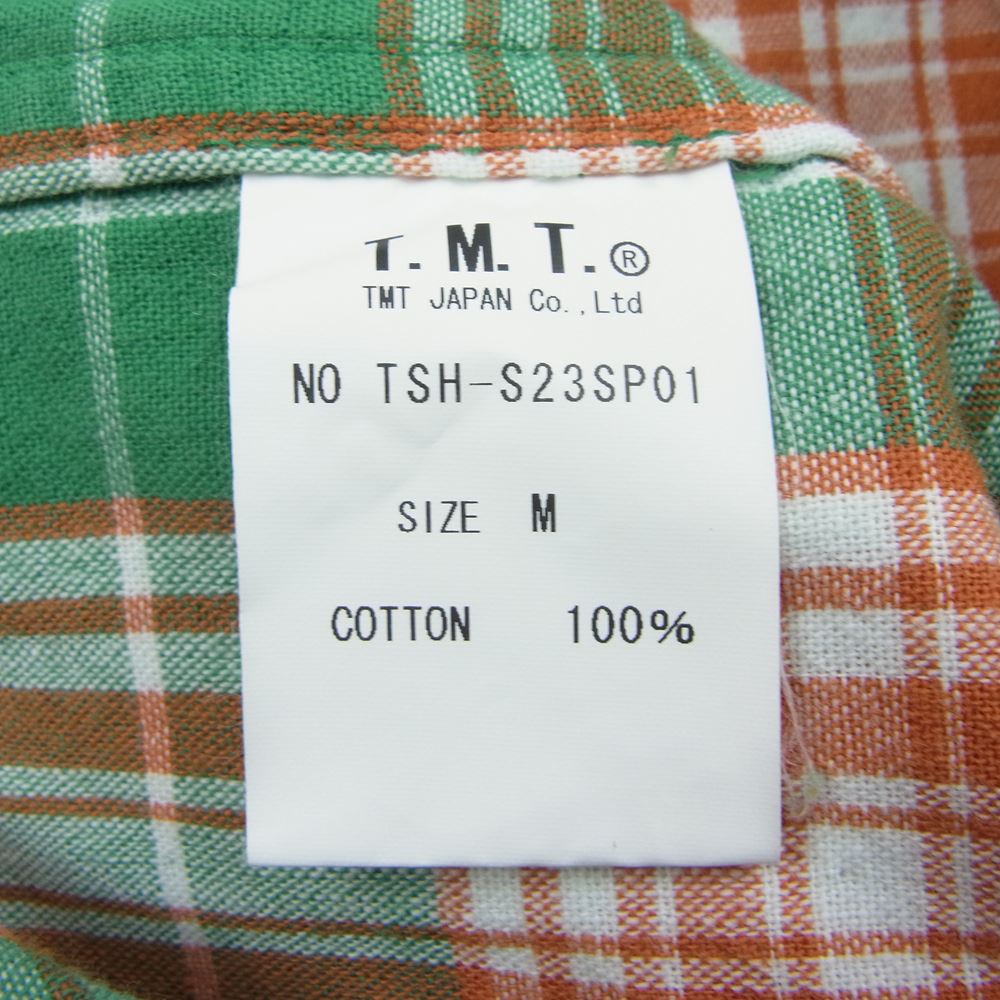 T. M. T. ®
TMT JAPAN Co.,Ltd
NO TSH-S23SP01
SIZE M
COTTON 100%